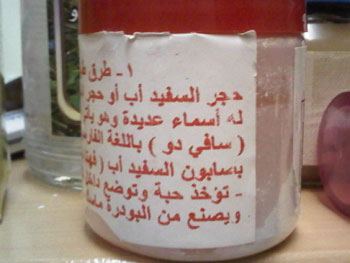 ١ - طرق
حجر السفيد أب أو حجر
له أسماء عديدة وهو
( سافي دو ) باللغة
بصابون السفيد أب (
- تؤخذ حبة وتوضع
ويصنع من البودرة